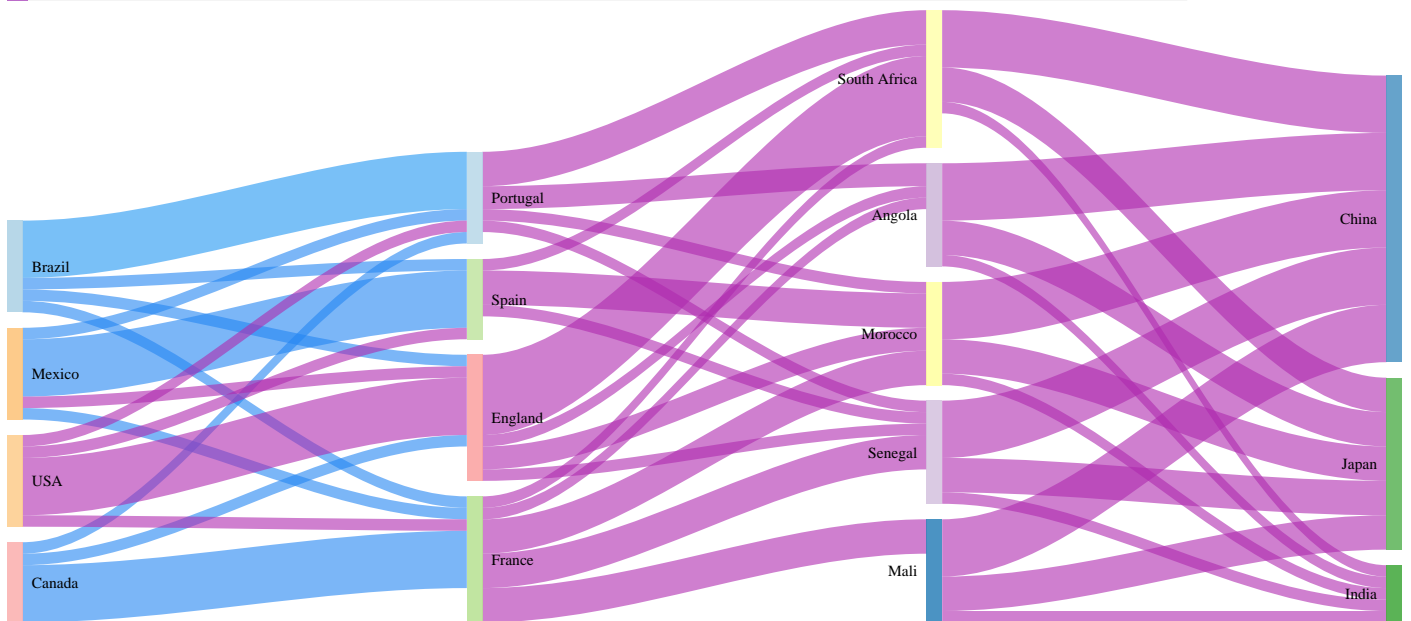 Brazil
Mexico
USA
Canada
Portugal
Spain
England
France
South Africa
Angola
Morocco
Senegal
Mali
China
Japan
India